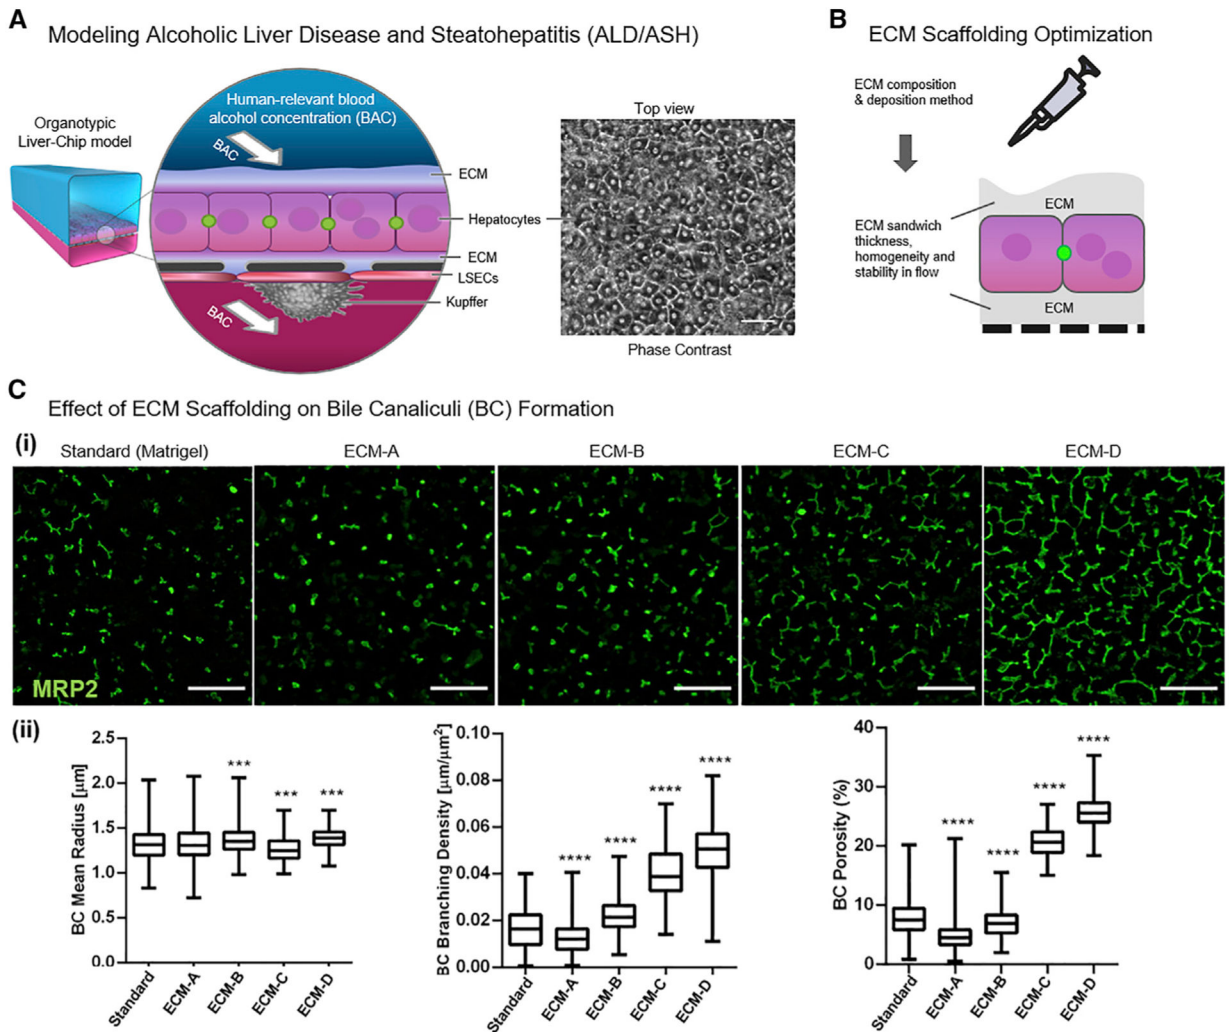 A
Modeling Alcoholic Liver Disease and Steatohepatitis (ALD/ASH)
Organotypic
Liver-Chip model
Human-relevant blood
alcohol concentration (BAC)
BAC
ECM
Hepatocytes
ECM
LSECs
Kupffer
BAC
Top view
Phase Contrast
B
ECM Scaffolding Optimization
ECM composition
& deposition method
ECM sandwich
thickness,
homogeneity and
stability in flow
ECM
ECM
C
Effect of ECM Scaffolding on Bile Canaliculi (BC) Formation
(i)
Standard (Matrigel)
ECM-A
ECM-B
ECM-C
ECM-D
MRP2
(ii)
BC Mean Radius [μm]
2.5
2.0
1.5
1.0
0.5
0.0
***
***
***
Standard
ECM-A
ECM-B
ECM-C
ECM-D
BC Branching Density [μm/μm²]
0.10
0.08
0.06
0.04
0.02
0.00
****
****
****
****
Standard
ECM-A
ECM-B
ECM-C
ECM-D
BC Porosity (%)
40
30
20
10
0
****
****
****
****
Standard
ECM-A
ECM-B
ECM-C
ECM-D